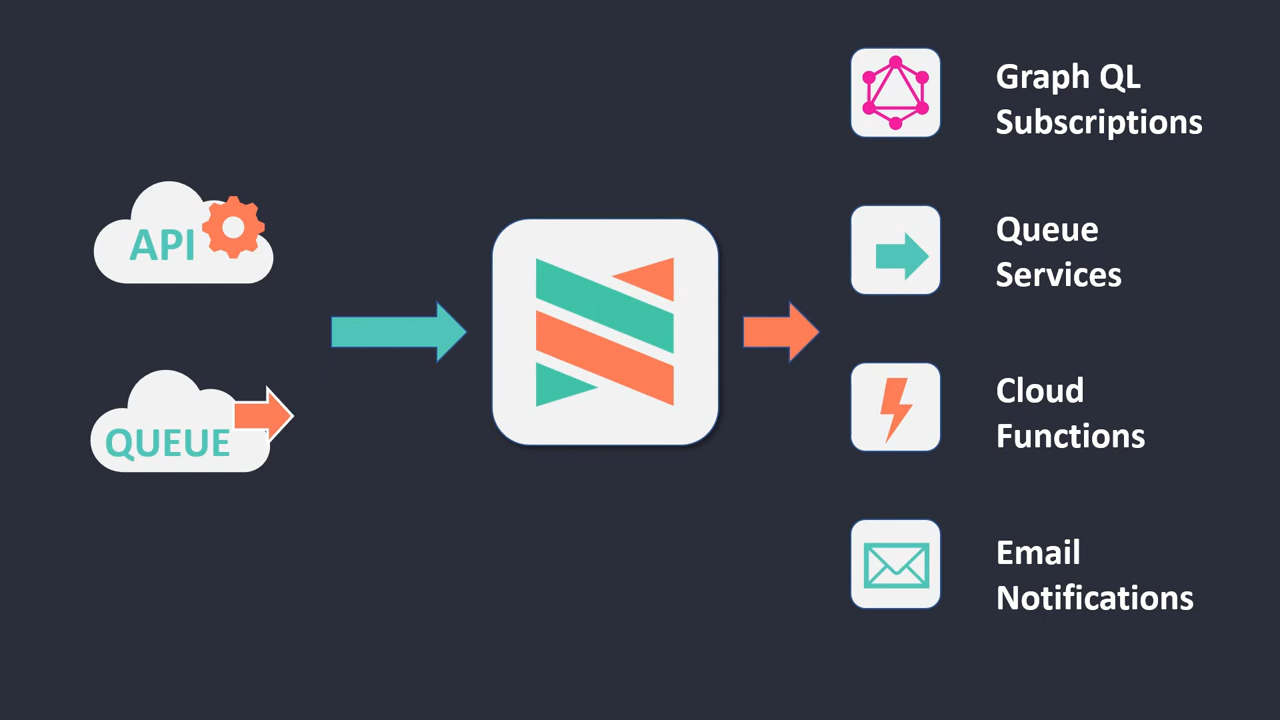 API
QUEUE
Graph QL
Subscriptions
Queue
Services
Cloud
Functions
Email
Notifications